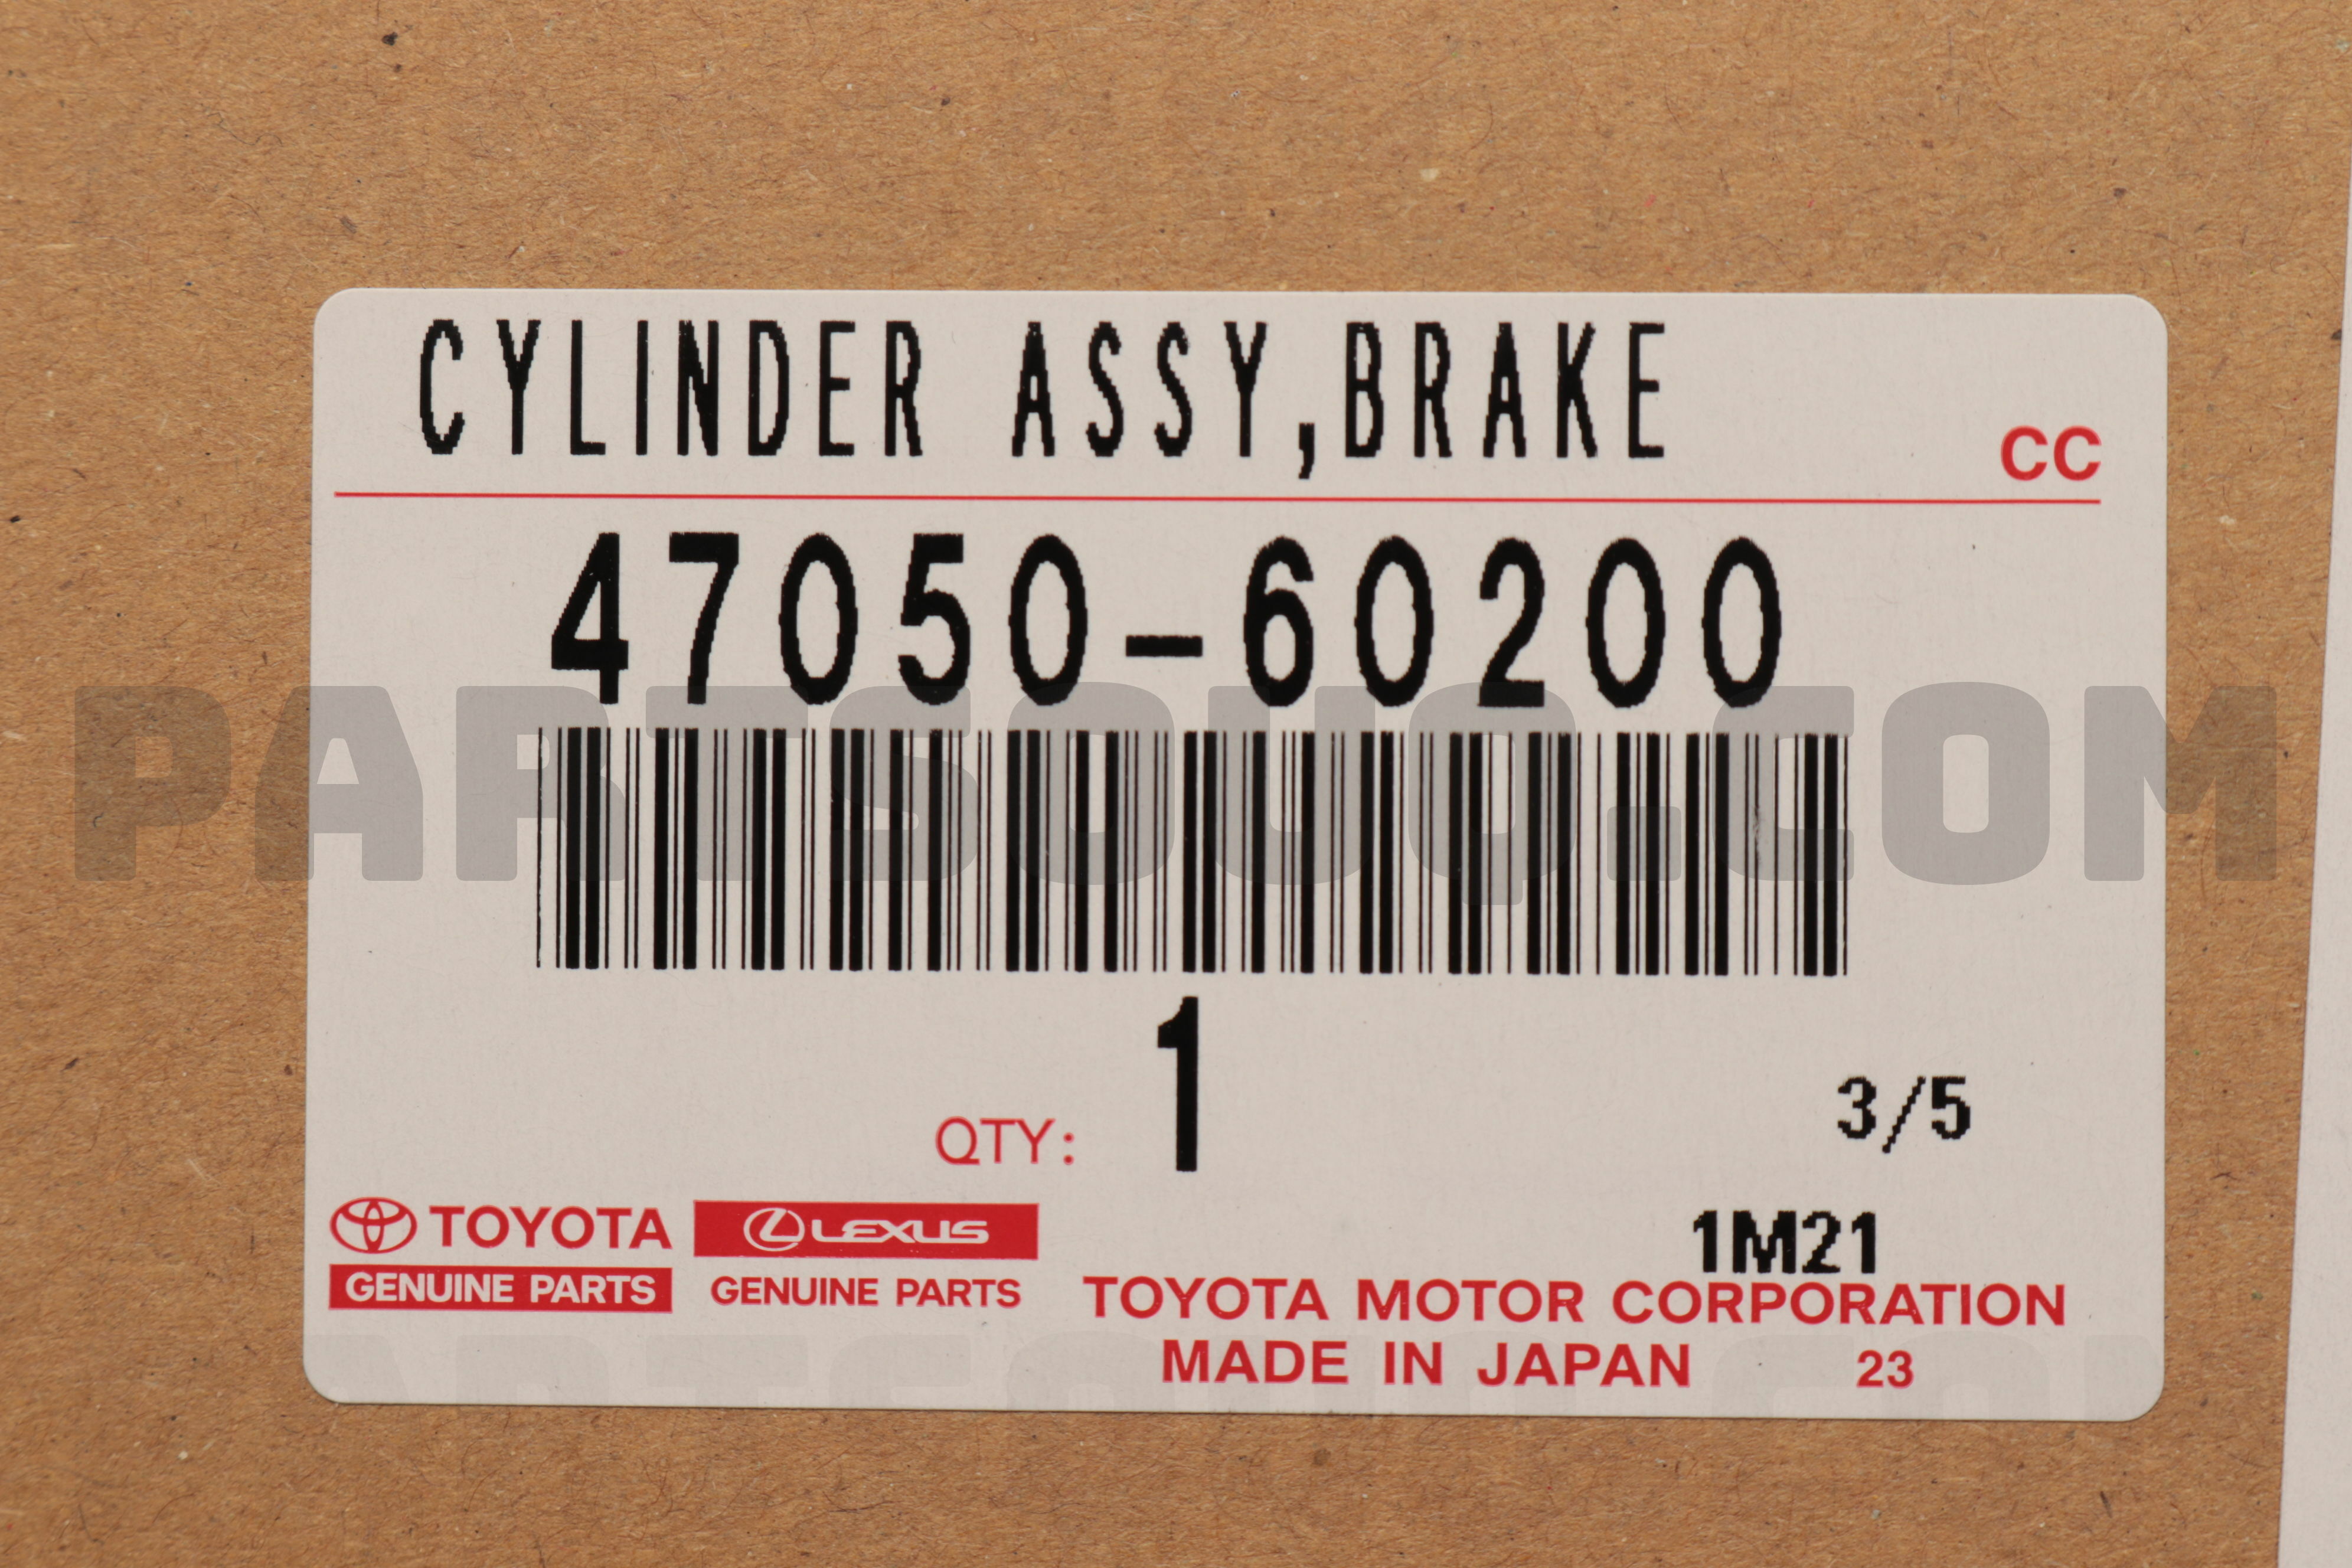 CYLINDER ASSY,BRAKE
CC
47050-60200
PARTSOUQ.COM
QTY: 1
3/5
1M21
TOYOTA LEXUS
GENUINE PARTS GENUINE PARTS
TOYOTA MOTOR CORPORATION
MADE IN JAPAN 23